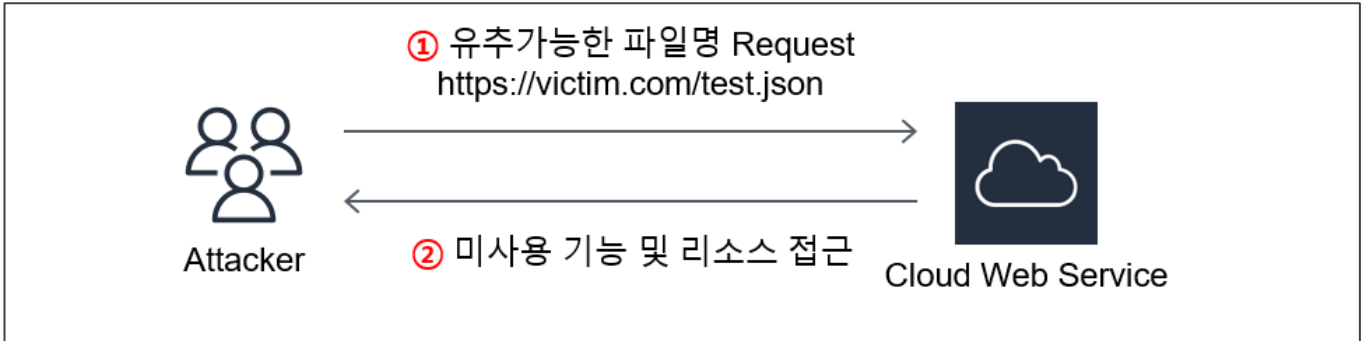 ① 유추가능한 파일명 Request
https://victim.com/test.json
Attacker
② 미사용 기능 및 리소스 접근
Cloud Web Service